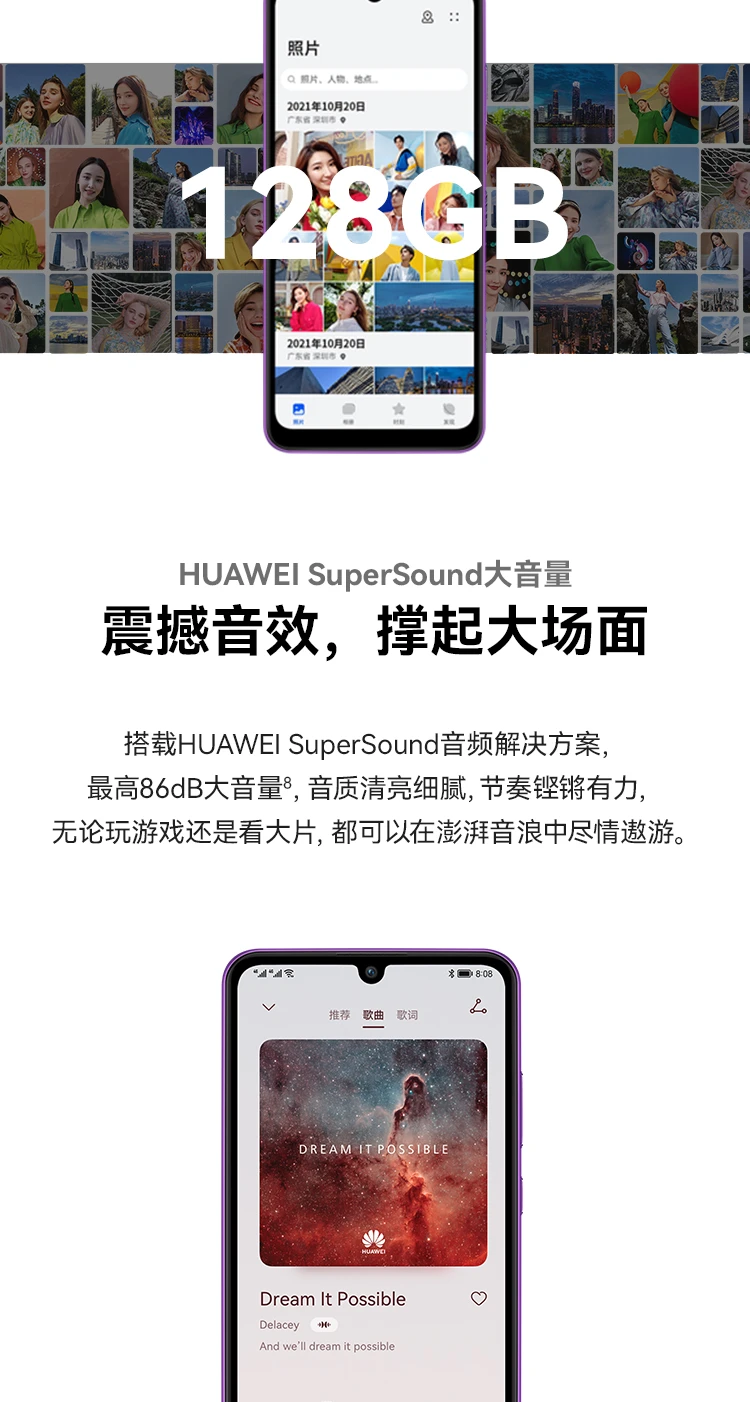 照片
照片、人物、地点...
2021年10月20日
广东省 深圳市
128GB
2021年10月20日
广东省 深圳市
照片
发现
HUAWEI SuperSound大音量
震撼音效，撑起大场面
搭载HUAWEI SuperSound音频解决方案,
最高86dB大音量8, 音质清亮细腻, 节奏铿锵有力,
无论玩游戏还是看大片, 都可以在澎湃音浪中尽情遨游。
8:08
推荐 歌曲 歌词
DREAM IT POSSIBLE
HUAWEI
Dream It Possible
Delacey
And we'll dream it possible